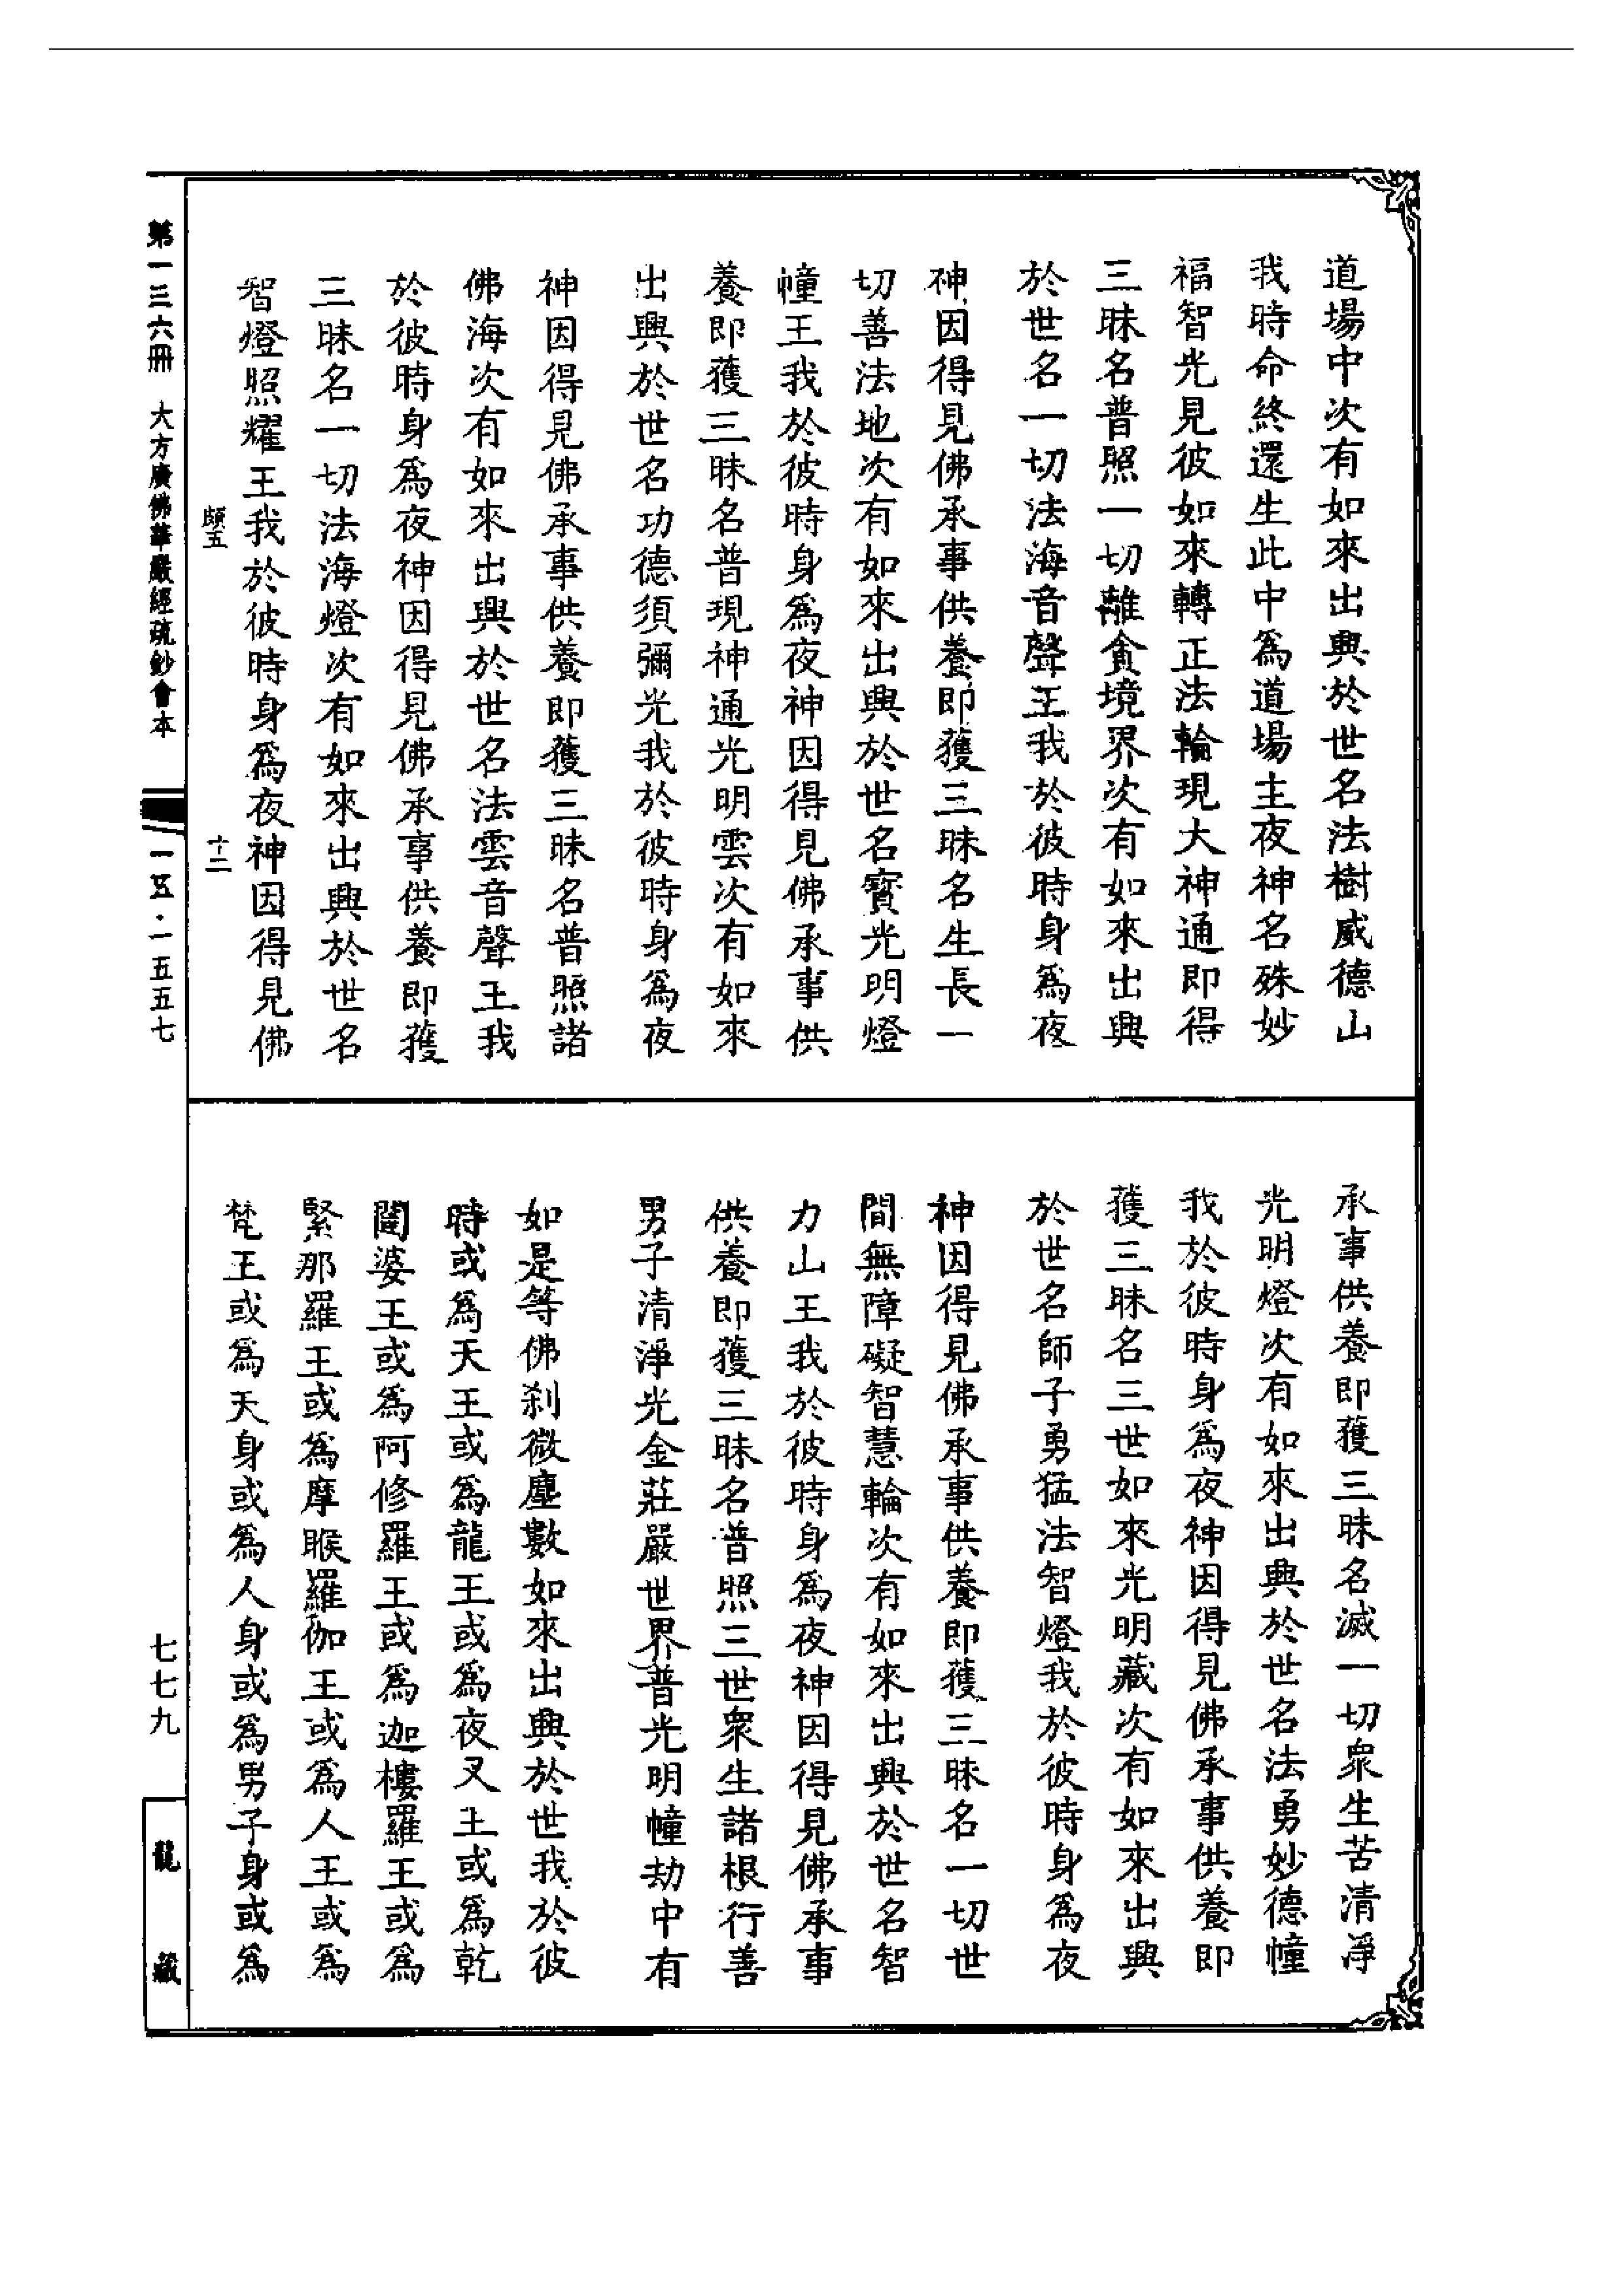 道場中次有如來出興於世名法樹威德山
我時命終還生此中為道場主夜神名殊妙
福智光見彼如來轉正法輪現大神通即得
三昧名普照一切離貪境界次有如來出興
於世名一切法海音聲王我於彼時身為夜
神因得見佛承事供養即獲三昧名生長一
切善法地次有如來出興於世名寶光明燈
幢王我於彼時身為夜神因得見佛承事供
養即獲三昧名普現神通光明雲次有如來
出興於世名功德須彌光我於彼時身為夜
神因得見佛承事供養即獲三昧名普照諸
佛海次有如來出興於世名法雲音聲王我
於彼時身為夜神因得見佛承事供養即獲
三昧名一切法海燈次有如來出興於世名
智燈照耀王我於彼時身為夜神因得見佛
承事供養即獲三昧名滅一切眾生苦清淨
光明燈次有如來出興於世名法勇妙德幢
我於彼時身為夜神因得見佛承事供養即
獲三昧名三世如來光明藏次有如來出興
於世名師子勇猛法智燈我於彼時身為夜
神因得見佛承事供養即獲三昧名一切世
間無障礙智慧輪次有如來出興於世名智
力山王我於彼時身為夜神因得見佛承事
供養即獲三昧名普照三世眾生諸根行善
男子清淨光金莊嚴世界普光明幢劫中有
如是等佛剎微塵數如來出興於世我於彼
時或為天王或為龍王或為夜叉王或為乾
闥婆王或為阿修羅王或為迦樓羅王或為
緊那羅王或為摩睺羅伽王或為人王或為
梵王或為天身或為人身或為男子身或為
頗五
十二
第一三六冊 大方廣佛華嚴經疏鈔會本
一五·一五五七
七七九
龍藏